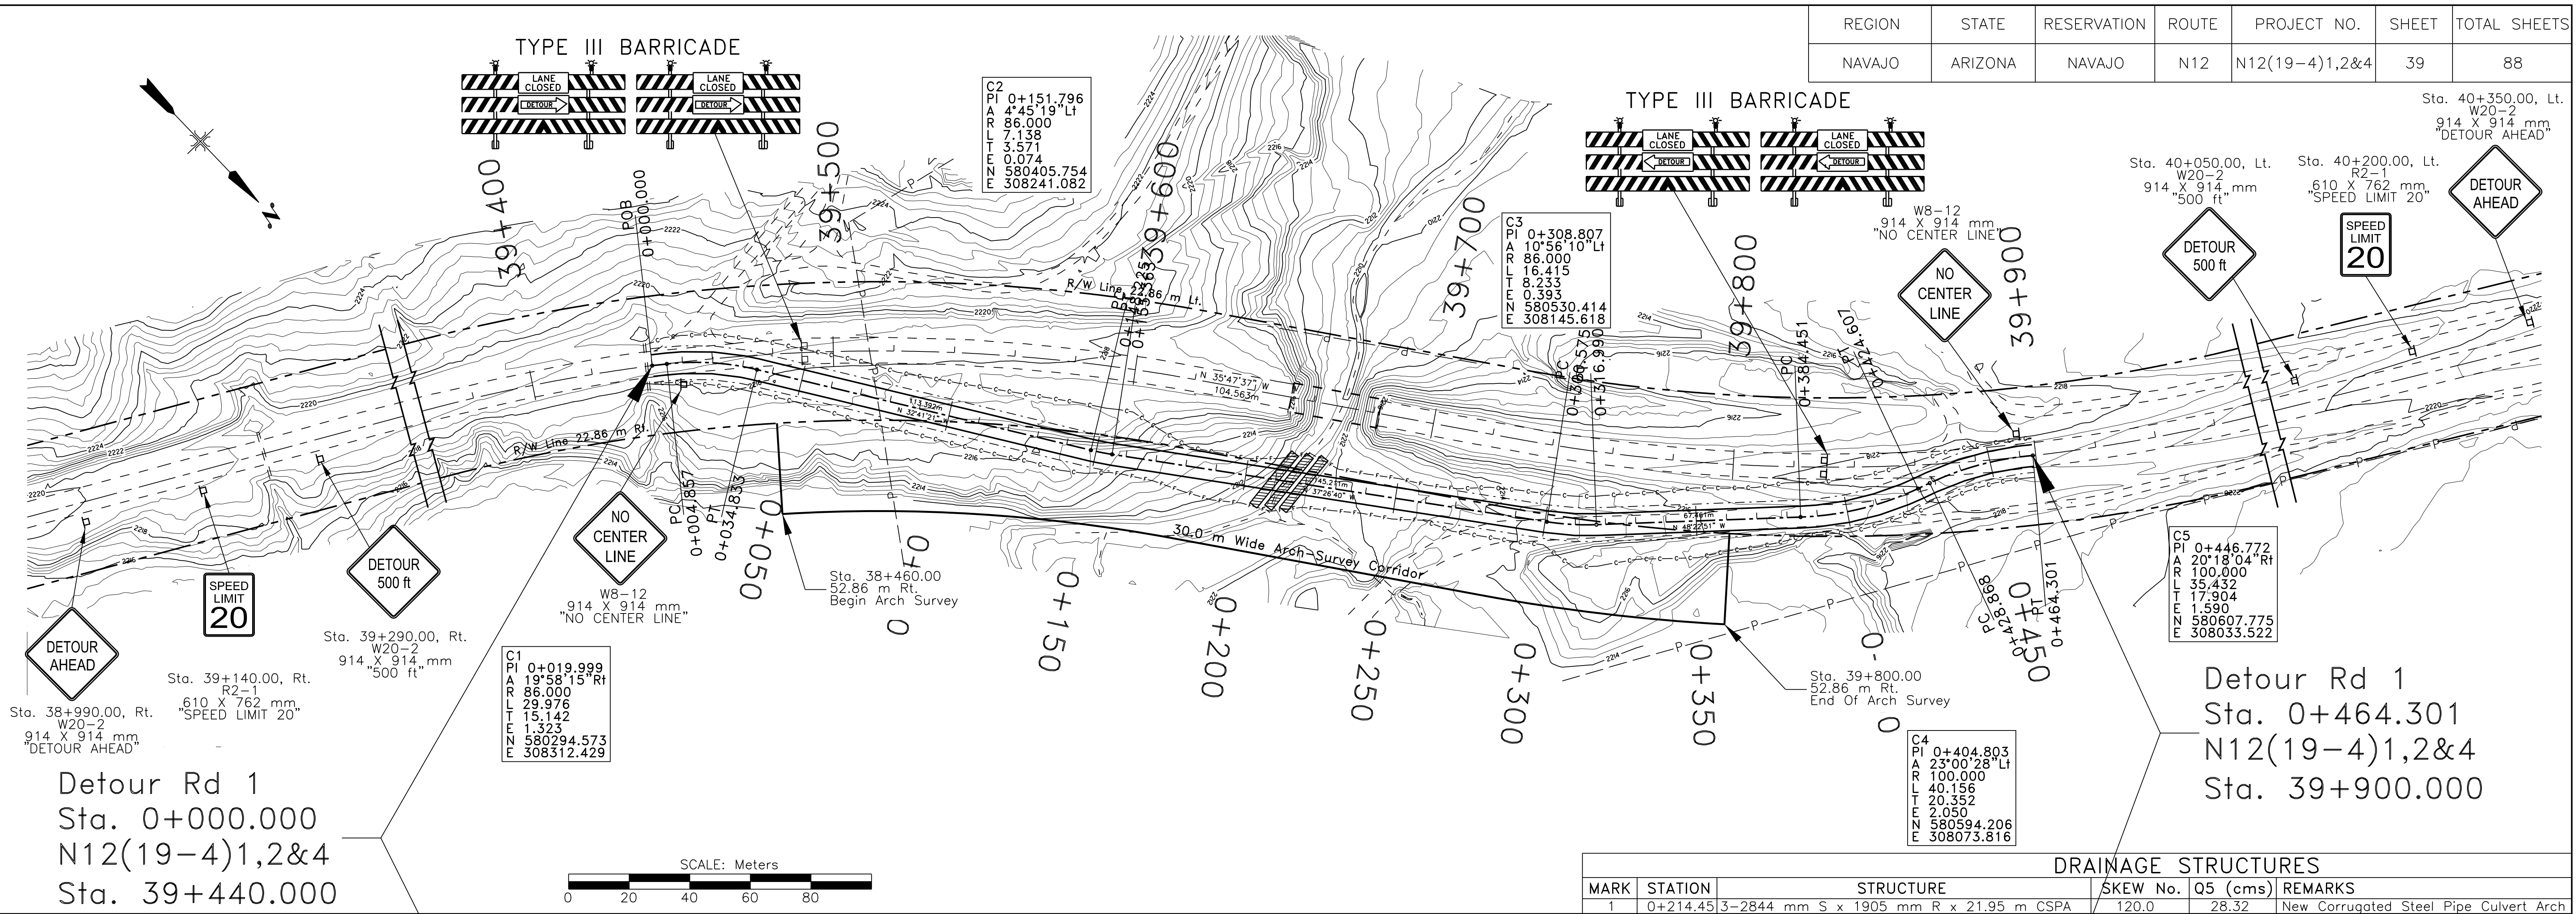 REGION STATE RESERVATION ROUTE PROJECT NO. SHEET TOTAL SHEETS
NAVAJO ARIZONA NAVAJO N12 N12(19-4)1,2&4 39 88
TYPE III BARRICADE
LANE CLOSED
DETOUR
LANE CLOSED
DETOUR
C2
PI 0+151.796
A 4°45'19"Lt
R 86.000
L 7.138
T 3.571
E 0.074
N 580405.754
E 308241.082
TYPE III BARRICADE
LANE CLOSED
DETOUR
LANE CLOSED
DETOUR
C3
PI 0+308.807
A 10°56'10"Lt
R 86.000
L 16.415
T 8.233
E 0.393
N 580530.414
E 308145.618
W8-12
914 X 914 mm
"NO CENTER LINE"
NO
CENTER
LINE
Sta. 40+050.00, Lt.
W20-2
914 X 914 mm
"500 ft"
DETOUR
500 ft
Sta. 40+200.00, Lt.
R2-1
610 X 762 mm
"SPEED LIMIT 20"
SPEED
LIMIT
20
Sta. 40+350.00, Lt.
W20-2
914 X 914 mm
"DETOUR AHEAD"
DETOUR
AHEAD
N
39+400
POB
0+000.000
39+500
39+600
39+700
39+800
39+900
R/W Line 22.86 m Lt.
R/W Line 22.86 m Rt.
N 35°47'37" W
104.563m
113.392m
N 32°41'21" W
145.211m
37°26'40" W
67.461m
N 48°22'51" W
PC
0+316.990
PC
0+384.451
PT
0+424.607
PC
0+004.857
PT
0+034.833
0+050
0+150
0+200
0+250
0+300
0+350
0+450
PC
0+428.868
PT
0+464.301
30.0 m Wide Arch-Survey Corridor
Sta. 38+460.00
52.86 m Rt.
Begin Arch Survey
Sta. 39+800.00
52.86 m Rt.
End Of Arch Survey
DETOUR
AHEAD
Sta. 38+990.00, Rt.
W20-2
914 X 914 mm
"DETOUR AHEAD"
SPEED
LIMIT
20
Sta. 39+140.00, Rt.
R2-1
610 X 762 mm
"SPEED LIMIT 20"
DETOUR
500 ft
Sta. 39+290.00, Rt.
W20-2
914 X 914 mm
"500 ft"
NO
CENTER
LINE
W8-12
914 X 914 mm
"NO CENTER LINE"
C1
PI 0+019.999
A 19°58'15"Rt
R 86.000
L 29.976
T 15.142
E 1.323
N 580294.573
E 308312.429
C5
PI 0+446.772
A 20°18'04"Rt
R 100.000
L 35.432
T 17.904
E 1.590
N 580607.775
E 308033.522
C4
PI 0+404.803
A 23°00'28"Lt
R 100.000
L 40.156
T 20.352
E 2.050
N 580594.206
E 308073.816
Detour Rd 1
Sta. 0+000.000
N12(19-4)1,2&4
Sta. 39+440.000
Detour Rd 1
Sta. 0+464.301
N12(19-4)1,2&4
Sta. 39+900.000
SCALE: Meters
0 20 40 60 80
DRAINAGE STRUCTURES
MARK STATION STRUCTURE SKEW No. Q5 (cms) REMARKS
1 0+214.45 3-2844 mm S x 1905 mm R x 21.95 m CSPA 120.0 28.32 New Corrugated Steel Pipe Culvert Arch